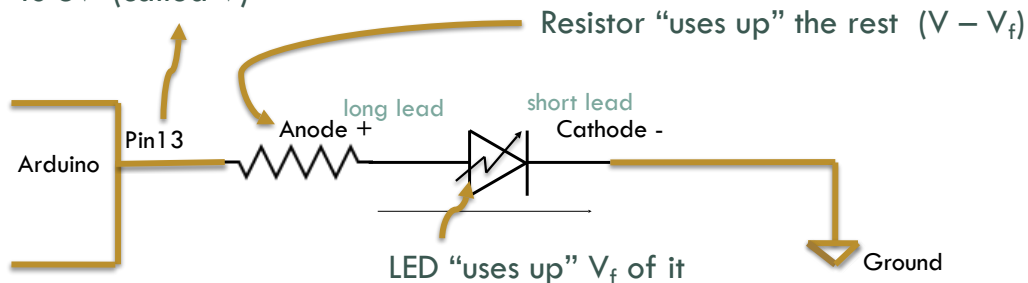 Resistor “uses up” the rest (V – Vf)
long lead
short lead
Pin13
Anode +
Cathode -
Arduino
LED “uses up” Vf of it
Ground